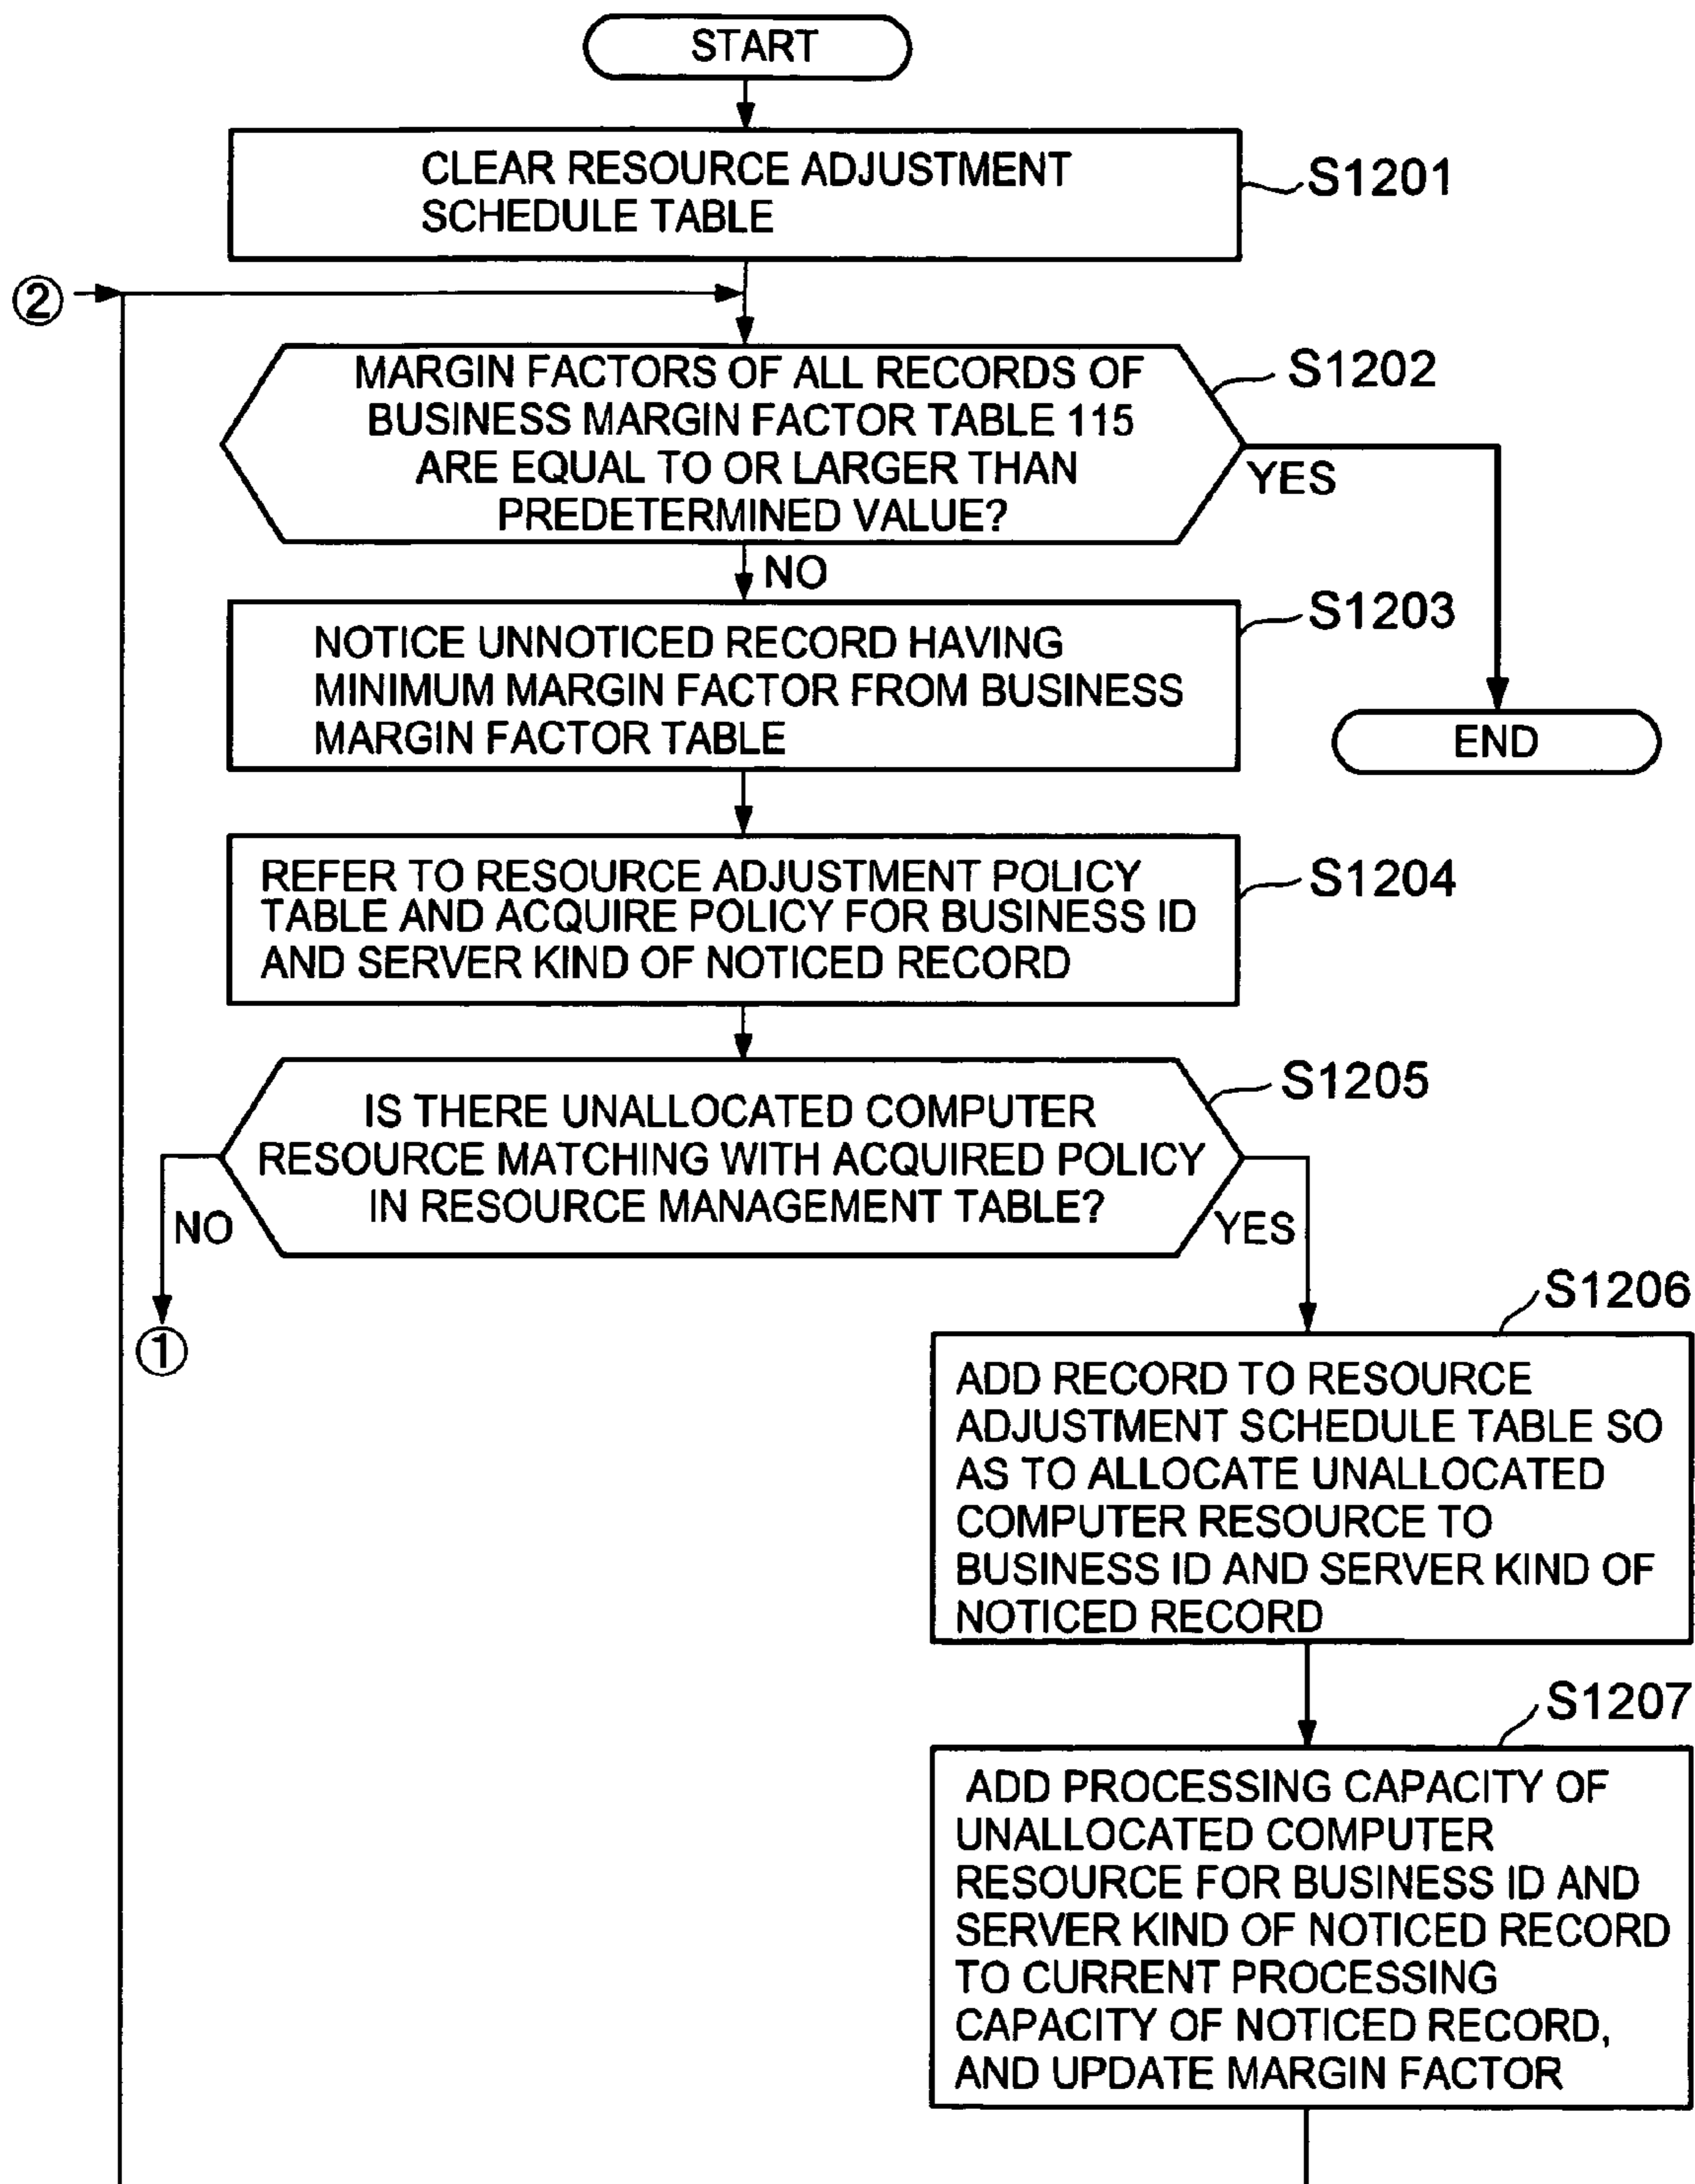 START
CLEAR RESOURCE ADJUSTMENT
SCHEDULE TABLE
S1201
②
MARGIN FACTORS OF ALL RECORDS OF
BUSINESS MARGIN FACTOR TABLE 115
ARE EQUAL TO OR LARGER THAN
PREDETERMINED VALUE?
S1202
YES
NO
NOTICE UNNOTICED RECORD HAVING
MINIMUM MARGIN FACTOR FROM BUSINESS
MARGIN FACTOR TABLE
S1203
END
REFER TO RESOURCE ADJUSTMENT POLICY
TABLE AND ACQUIRE POLICY FOR BUSINESS ID
AND SERVER KIND OF NOTICED RECORD
S1204
IS THERE UNALLOCATED COMPUTER
RESOURCE MATCHING WITH ACQUIRED POLICY
IN RESOURCE MANAGEMENT TABLE?
S1205
NO
YES
①
S1206
ADD RECORD TO RESOURCE
ADJUSTMENT SCHEDULE TABLE SO
AS TO ALLOCATE UNALLOCATED
COMPUTER RESOURCE TO
BUSINESS ID AND SERVER KIND OF
NOTICED RECORD
S1207
ADD PROCESSING CAPACITY OF
UNALLOCATED COMPUTER
RESOURCE FOR BUSINESS ID AND
SERVER KIND OF NOTICED RECORD
TO CURRENT PROCESSING
CAPACITY OF NOTICED RECORD,
AND UPDATE MARGIN FACTOR